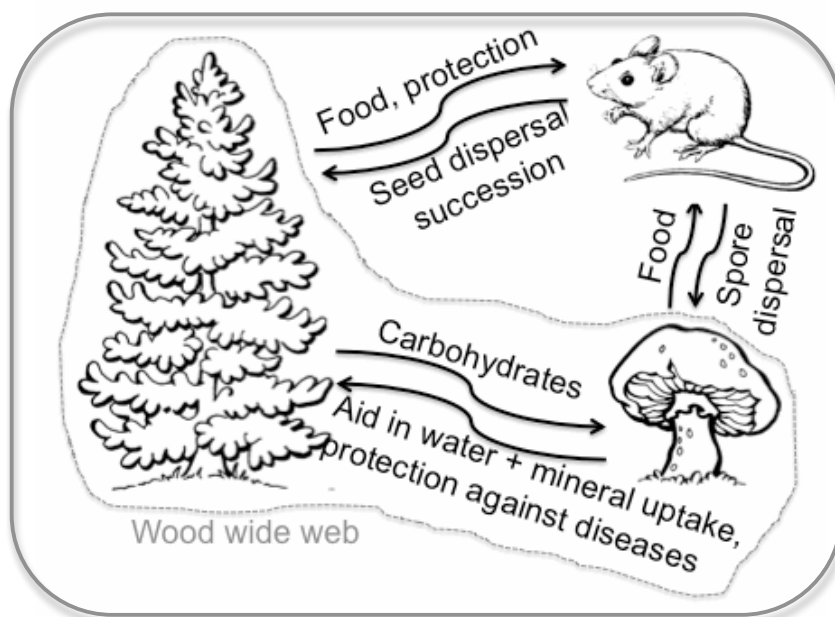 Food, protection
Seed dispersal
succession
Food
Spore
dispersal
Carbohydrates
Aid in water + mineral uptake,
protection against diseases
Wood wide web